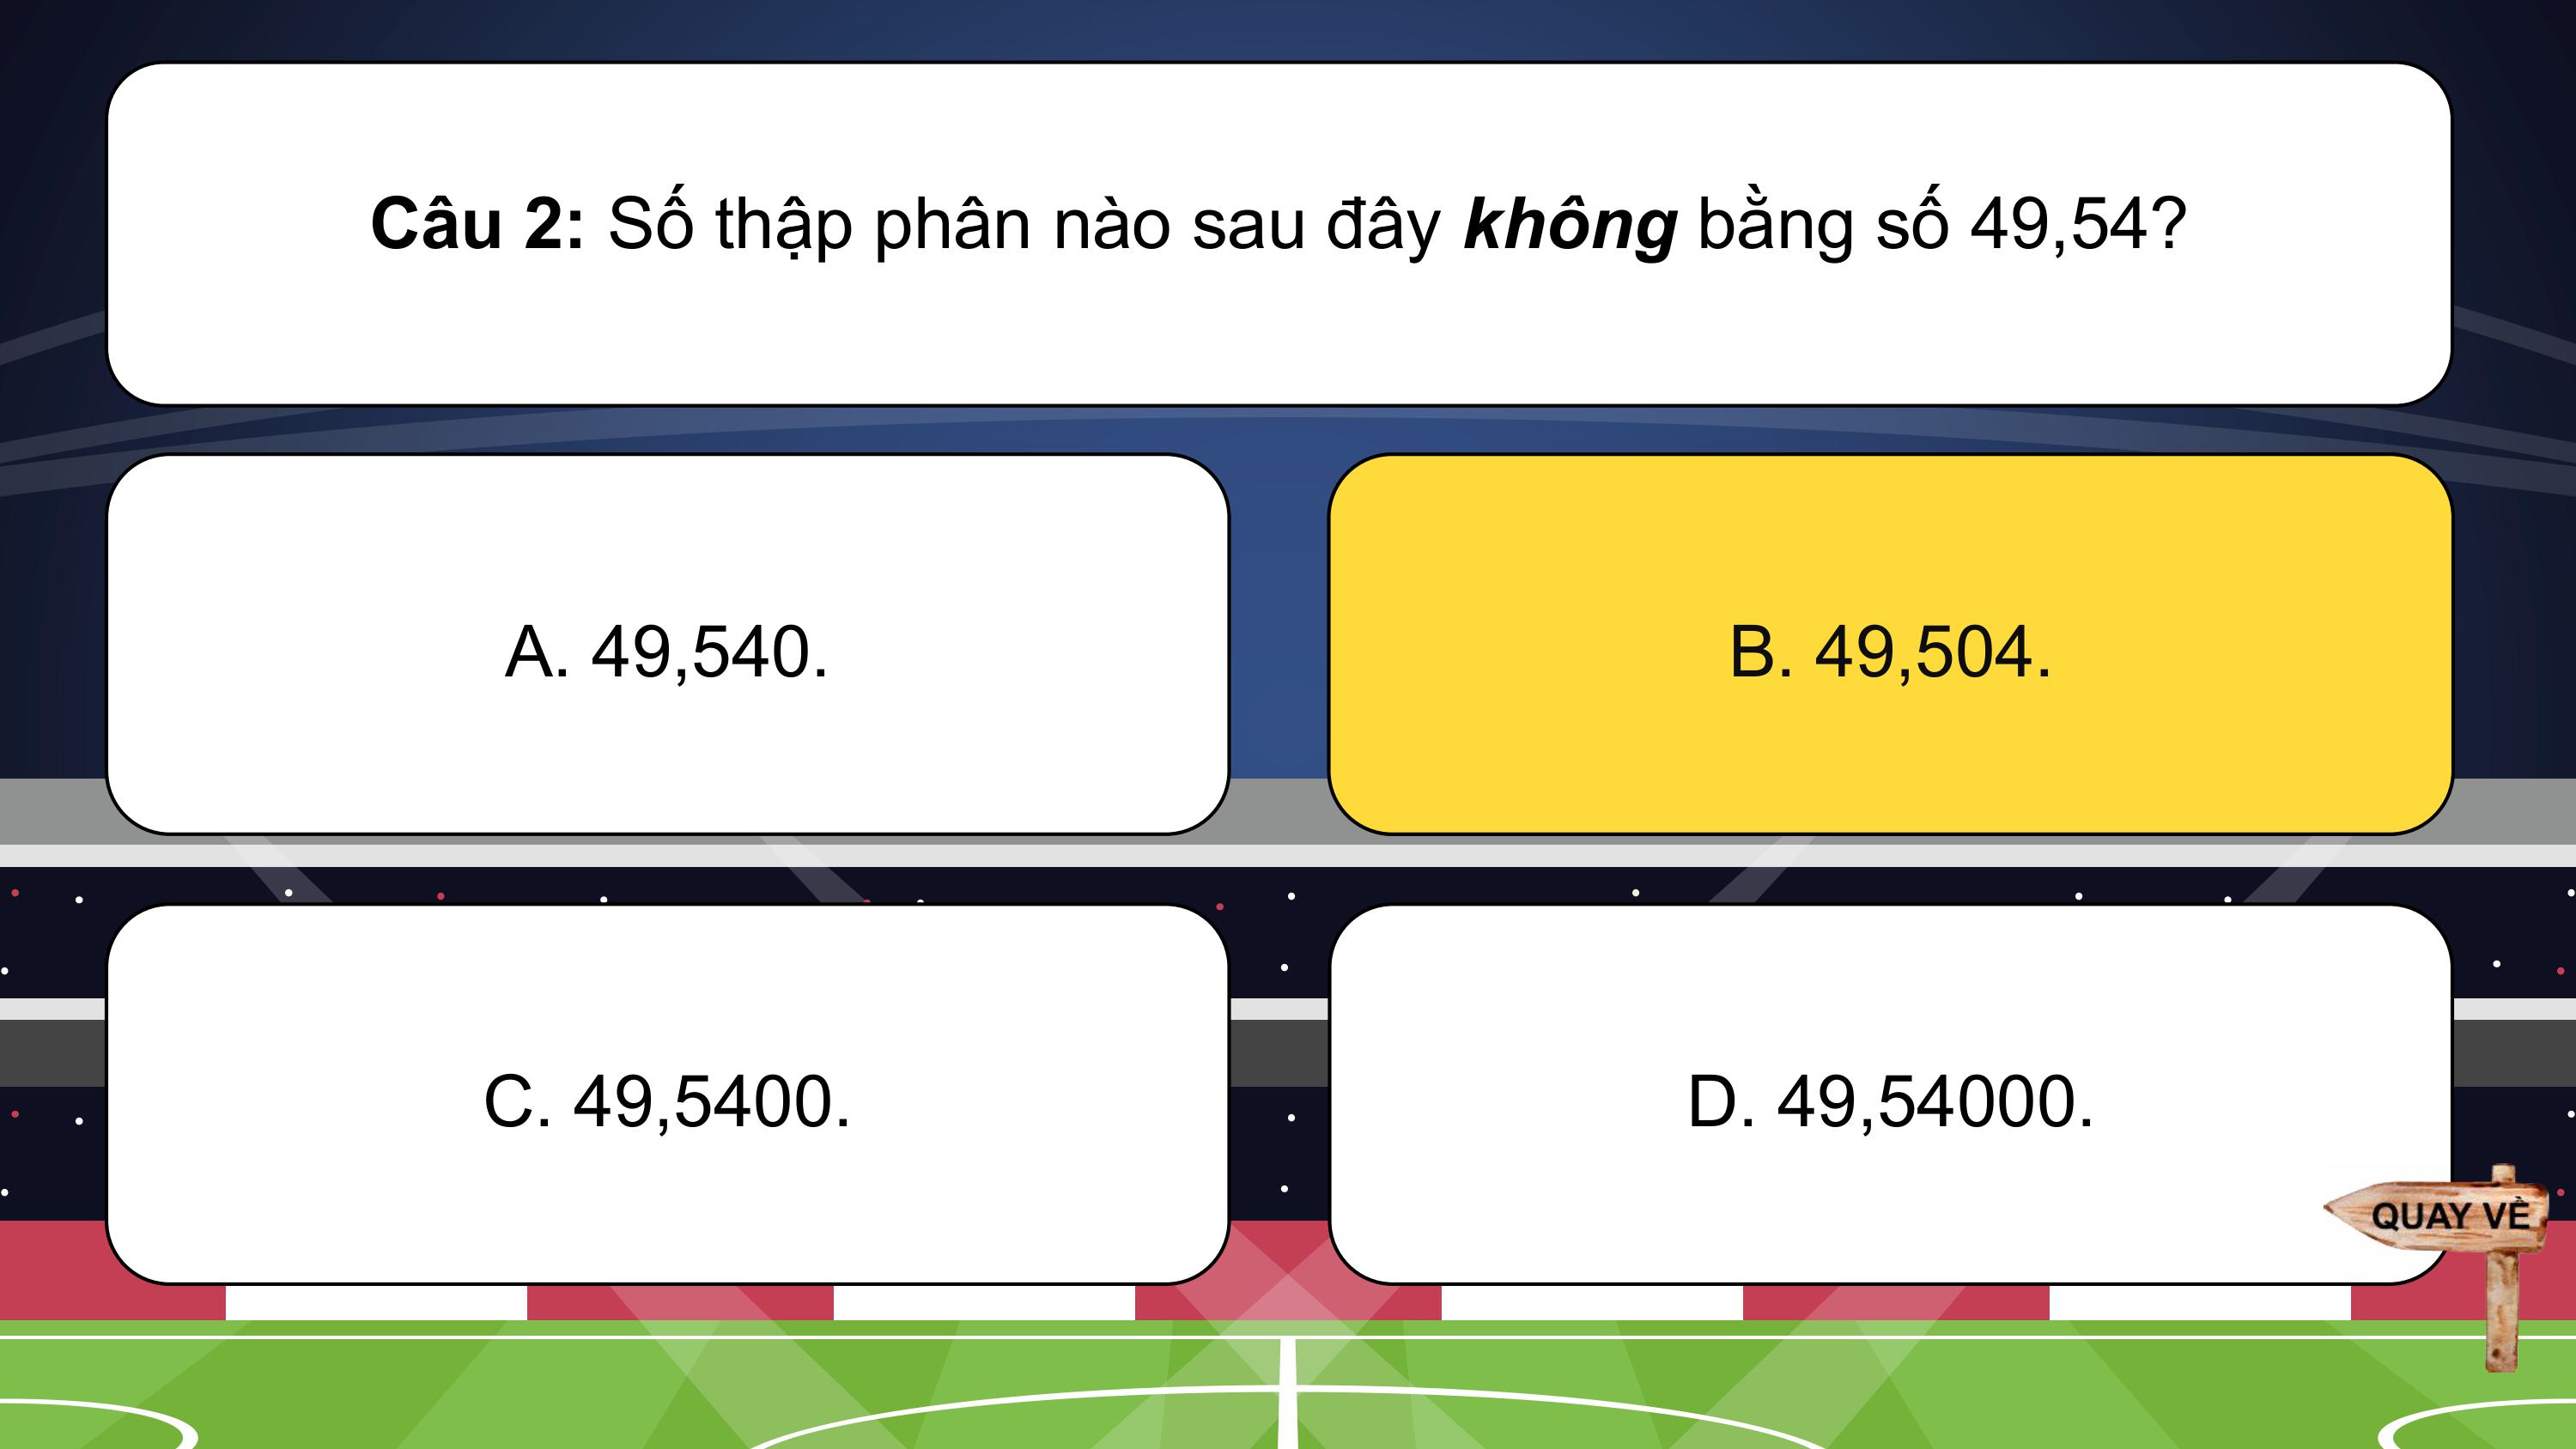 Câu 2: Số thập phân nào sau đây không bằng số 49,54?
A. 49,540.
B. 49,504.
C. 49,5400.
D. 49,54000.
QUAY VỀ